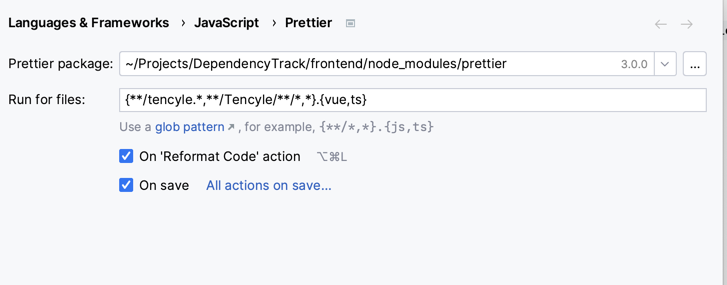 Languages & Frameworks › JavaScript › Prettier
Prettier package: ~/Projects/DependencyTrack/frontend/node_modules/prettier 3.0.0 ...
Run for files: {**/tencyle.*,**/Tencyle/**/*,*}.{vue,ts}
Use a glob pattern↗, for example, {**/*,*}.{js,ts}
On 'Reformat Code' action ⌥⌘L
On save All actions on save...